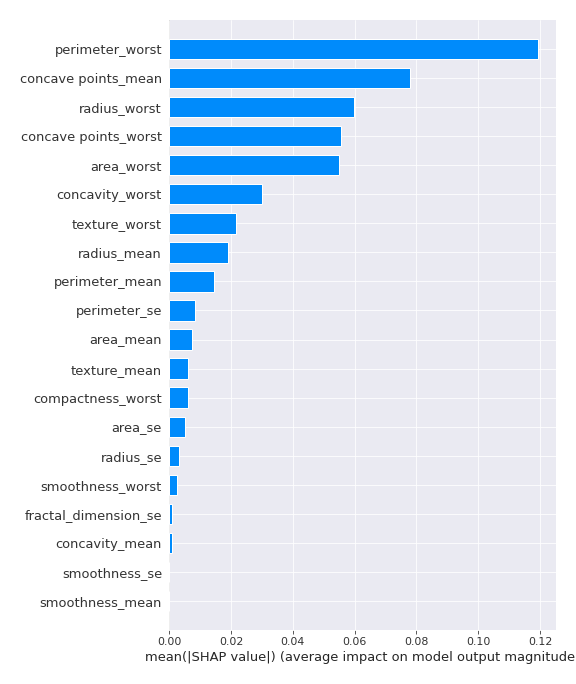 perimeter_worst
concave points_mean
radius_worst
concave points_worst
area_worst
concavity_worst
texture_worst
radius_mean
perimeter_mean
perimeter_se
area_mean
texture_mean
compactness_worst
area_se
radius_se
smoothness_worst
fractal_dimension_se
concavity_mean
smoothness_se
smoothness_mean
0.00 0.02 0.04 0.06 0.08 0.10 0.12
mean(|SHAP value|) (average impact on model output magnitude